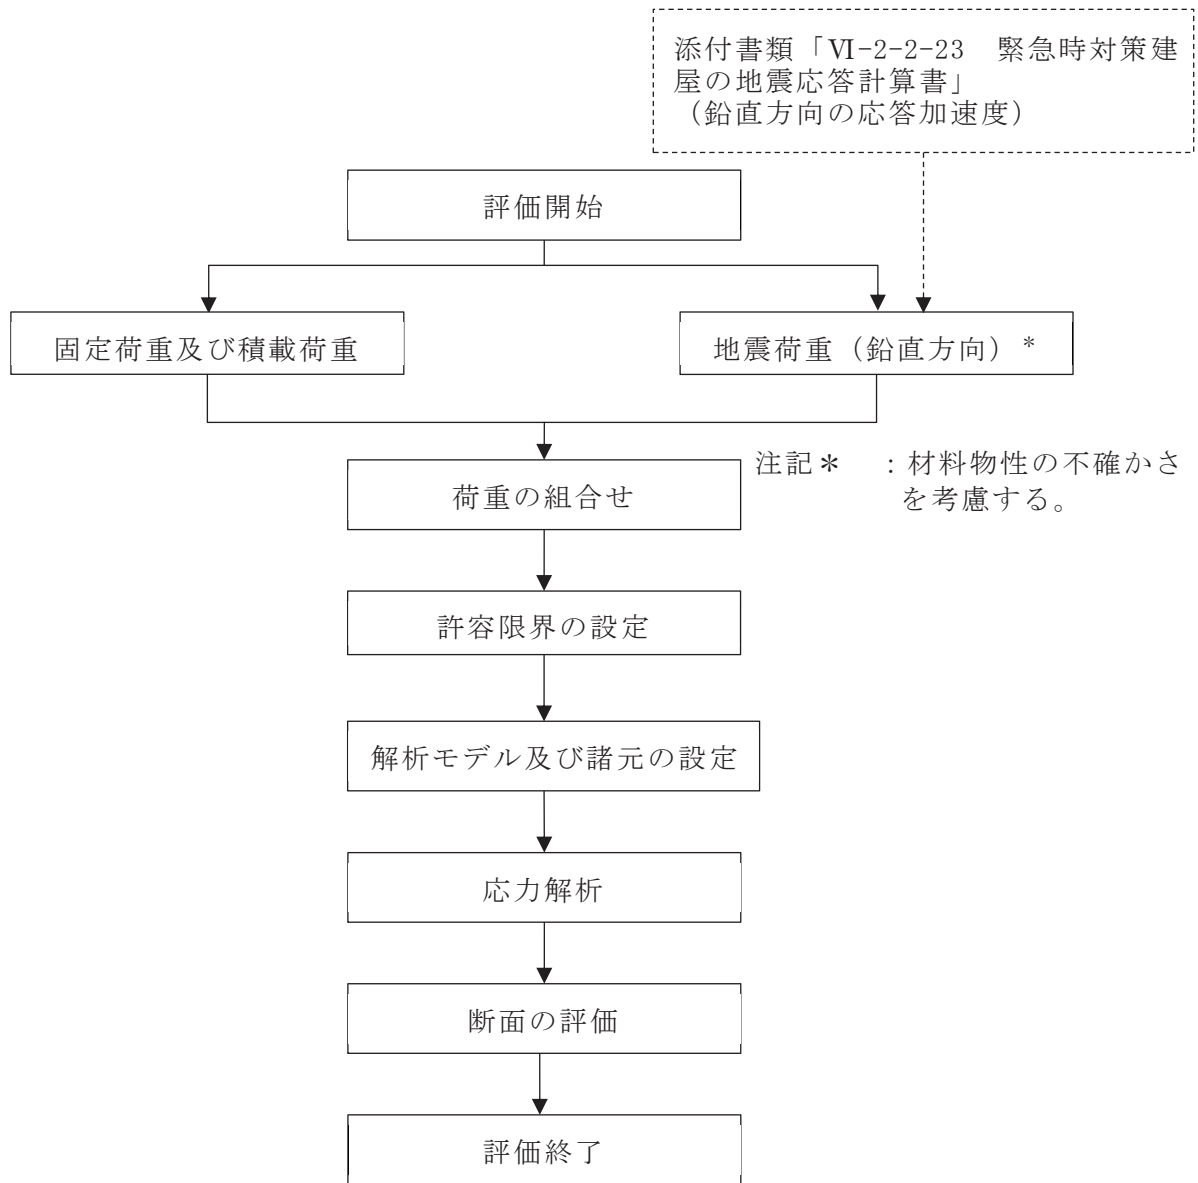 添付書類「Ⅵ-2-2-23　緊急時対策建
屋の地震応答計算書」
（鉛直方向の応答加速度）
評価開始
固定荷重及び積載荷重
地震荷重（鉛直方向）*
荷重の組合せ
注記＊　：材料物性の不確かさ
を考慮する。
許容限界の設定
解析モデル及び諸元の設定
応力解析
断面の評価
評価終了